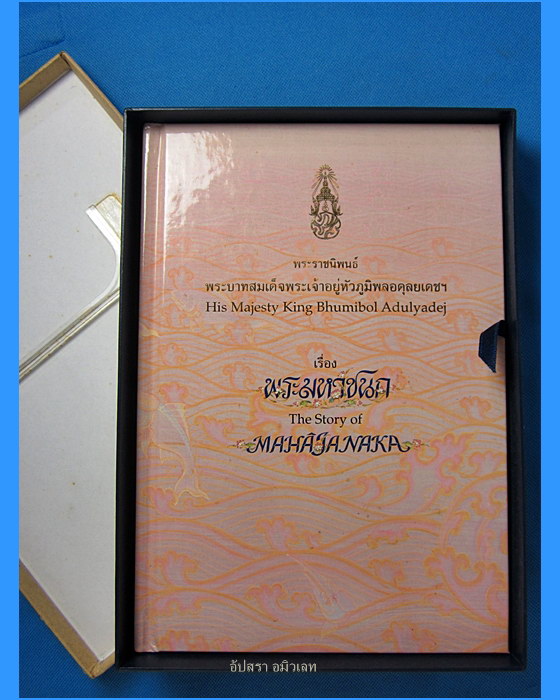 พระราชนิพนธ์
พระบาทสมเด็จพระเจ้าอยู่หัวภูมิพลอดุลยเดชฯ
His Majesty King Bhumibol Adulyadej
เรื่อง
พระมหาชนก
The Story of
MAHĀJANAKA
อัปสรา อมิวเลท